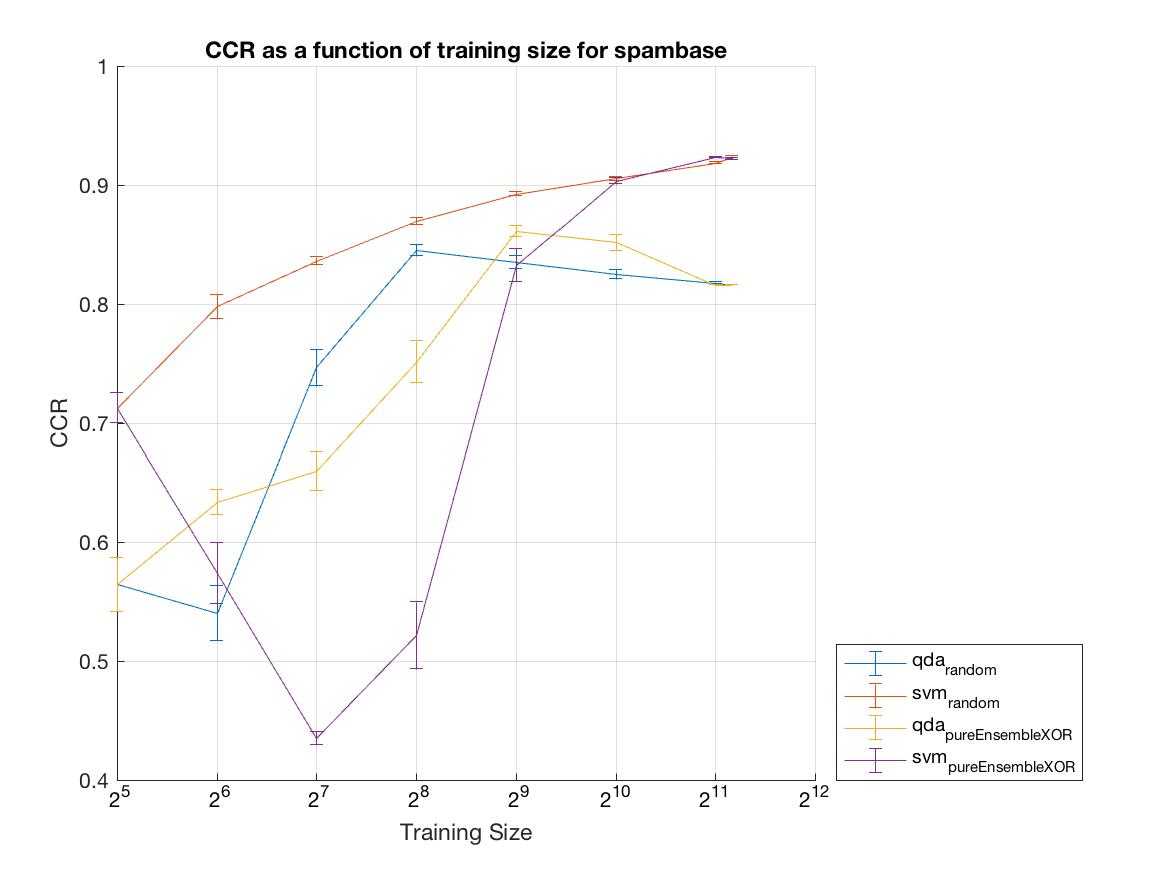 CCR as a function of training size for spambase
1
0.9
0.8
0.7
0.6
0.5
0.4
CCR
2^5 2^6 2^7 2^8 2^9 2^10 2^11 2^12
Training Size
qda_random
svm_random
qda_pureEnsembleXOR
svm_pureEnsembleXOR